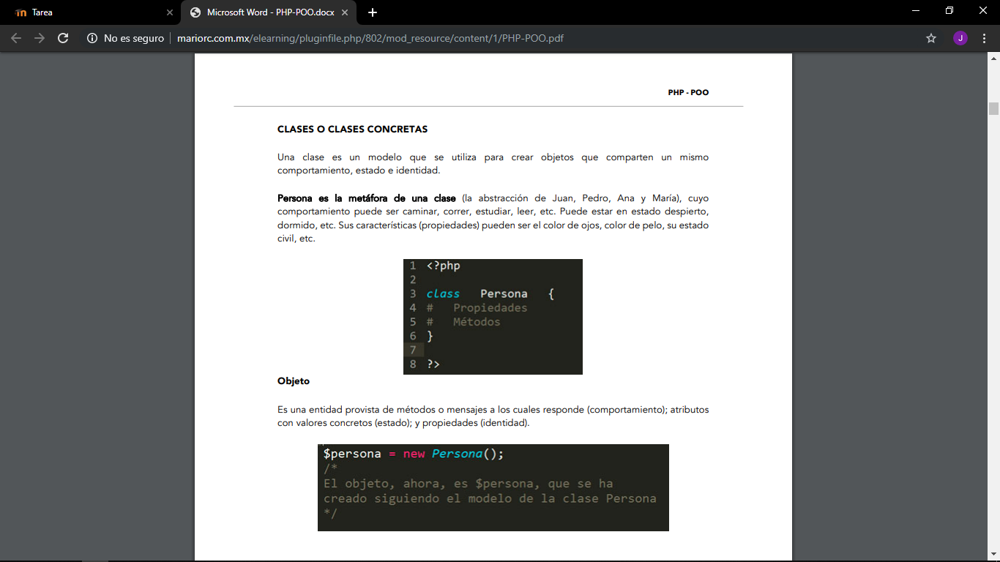 Tarea
Microsoft Word - PHP-POO.docx
No es seguro
mariorc.com.mx/elearning/pluginfile.php/802/mod_resource/content/1/PHP-POO.pdf
J
PHP - POO
CLASES O CLASES CONCRETAS
Una clase es un modelo que se utiliza para crear objetos que comparten un mismo
comportamiento, estado e identidad.
Persona es la metáfora de una clase (la abstracción de Juan, Pedro, Ana y María), cuyo
comportamiento puede ser caminar, correr, estudiar, leer, etc. Puede estar en estado despierto,
dormido, etc. Sus características (propiedades) pueden ser el color de ojos, color de pelo, su estado
civil, etc.
1 <?php
2
3 class Persona {
4 # Propiedades
5 # Métodos
6 }
7
8 ?>
Objeto
Es una entidad provista de métodos o mensajes a los cuales responde (comportamiento); atributos
con valores concretos (estado); y propiedades (identidad).
$persona = new Persona();
/*
El objeto, ahora, es $persona, que se ha
creado siguiendo el modelo de la clase Persona
*/